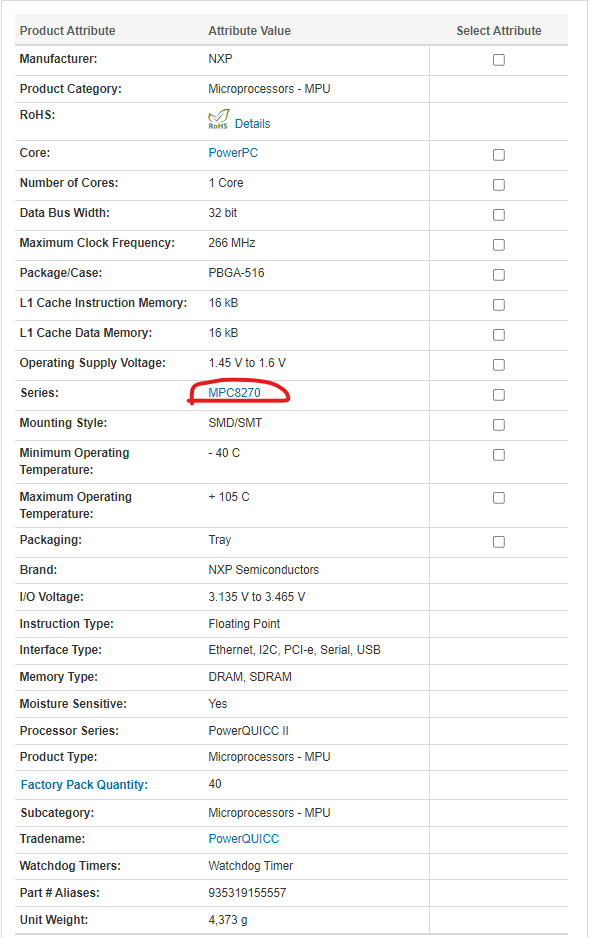 Product Attribute Attribute Value Select Attribute
Manufacturer: NXP
Product Category: Microprocessors - MPU
RoHS: RoHS Details
Core: PowerPC
Number of Cores: 1 Core
Data Bus Width: 32 bit
Maximum Clock Frequency: 266 MHz
Package/Case: PBGA-516
L1 Cache Instruction Memory: 16 kB
L1 Cache Data Memory: 16 kB
Operating Supply Voltage: 1.45 V to 1.6 V
Series: MPC8270
Mounting Style: SMD/SMT
Minimum Operating - 40 C
Temperature:
Maximum Operating + 105 C
Temperature:
Packaging: Tray
Brand: NXP Semiconductors
I/O Voltage: 3.135 V to 3.465 V
Instruction Type: Floating Point
Interface Type: Ethernet, I2C, PCI-e, Serial, USB
Memory Type: DRAM, SDRAM
Moisture Sensitive: Yes
Processor Series: PowerQUICC II
Product Type: Microprocessors - MPU
Factory Pack Quantity: 40
Subcategory: Microprocessors - MPU
Tradename: PowerQUICC
Watchdog Timers: Watchdog Timer
Part # Aliases: 935319155557
Unit Weight: 4,373 g